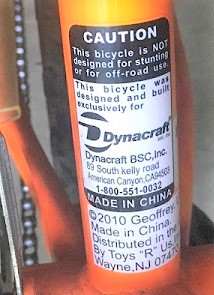 CAUTION
This bicycle is NOT
designed for stunting
or for off-road use.
This bicycle was
designed and built
exclusively for
Dynacraft
Dynacraft BSC,Inc.
89 South kelly road
American Canyon,CA94503
1-800-551-0032
MADE IN CHINA
©2010 Geoffrey,
Made in China.
Distributed in the
By Toys "R" Us,
Wayne,NJ